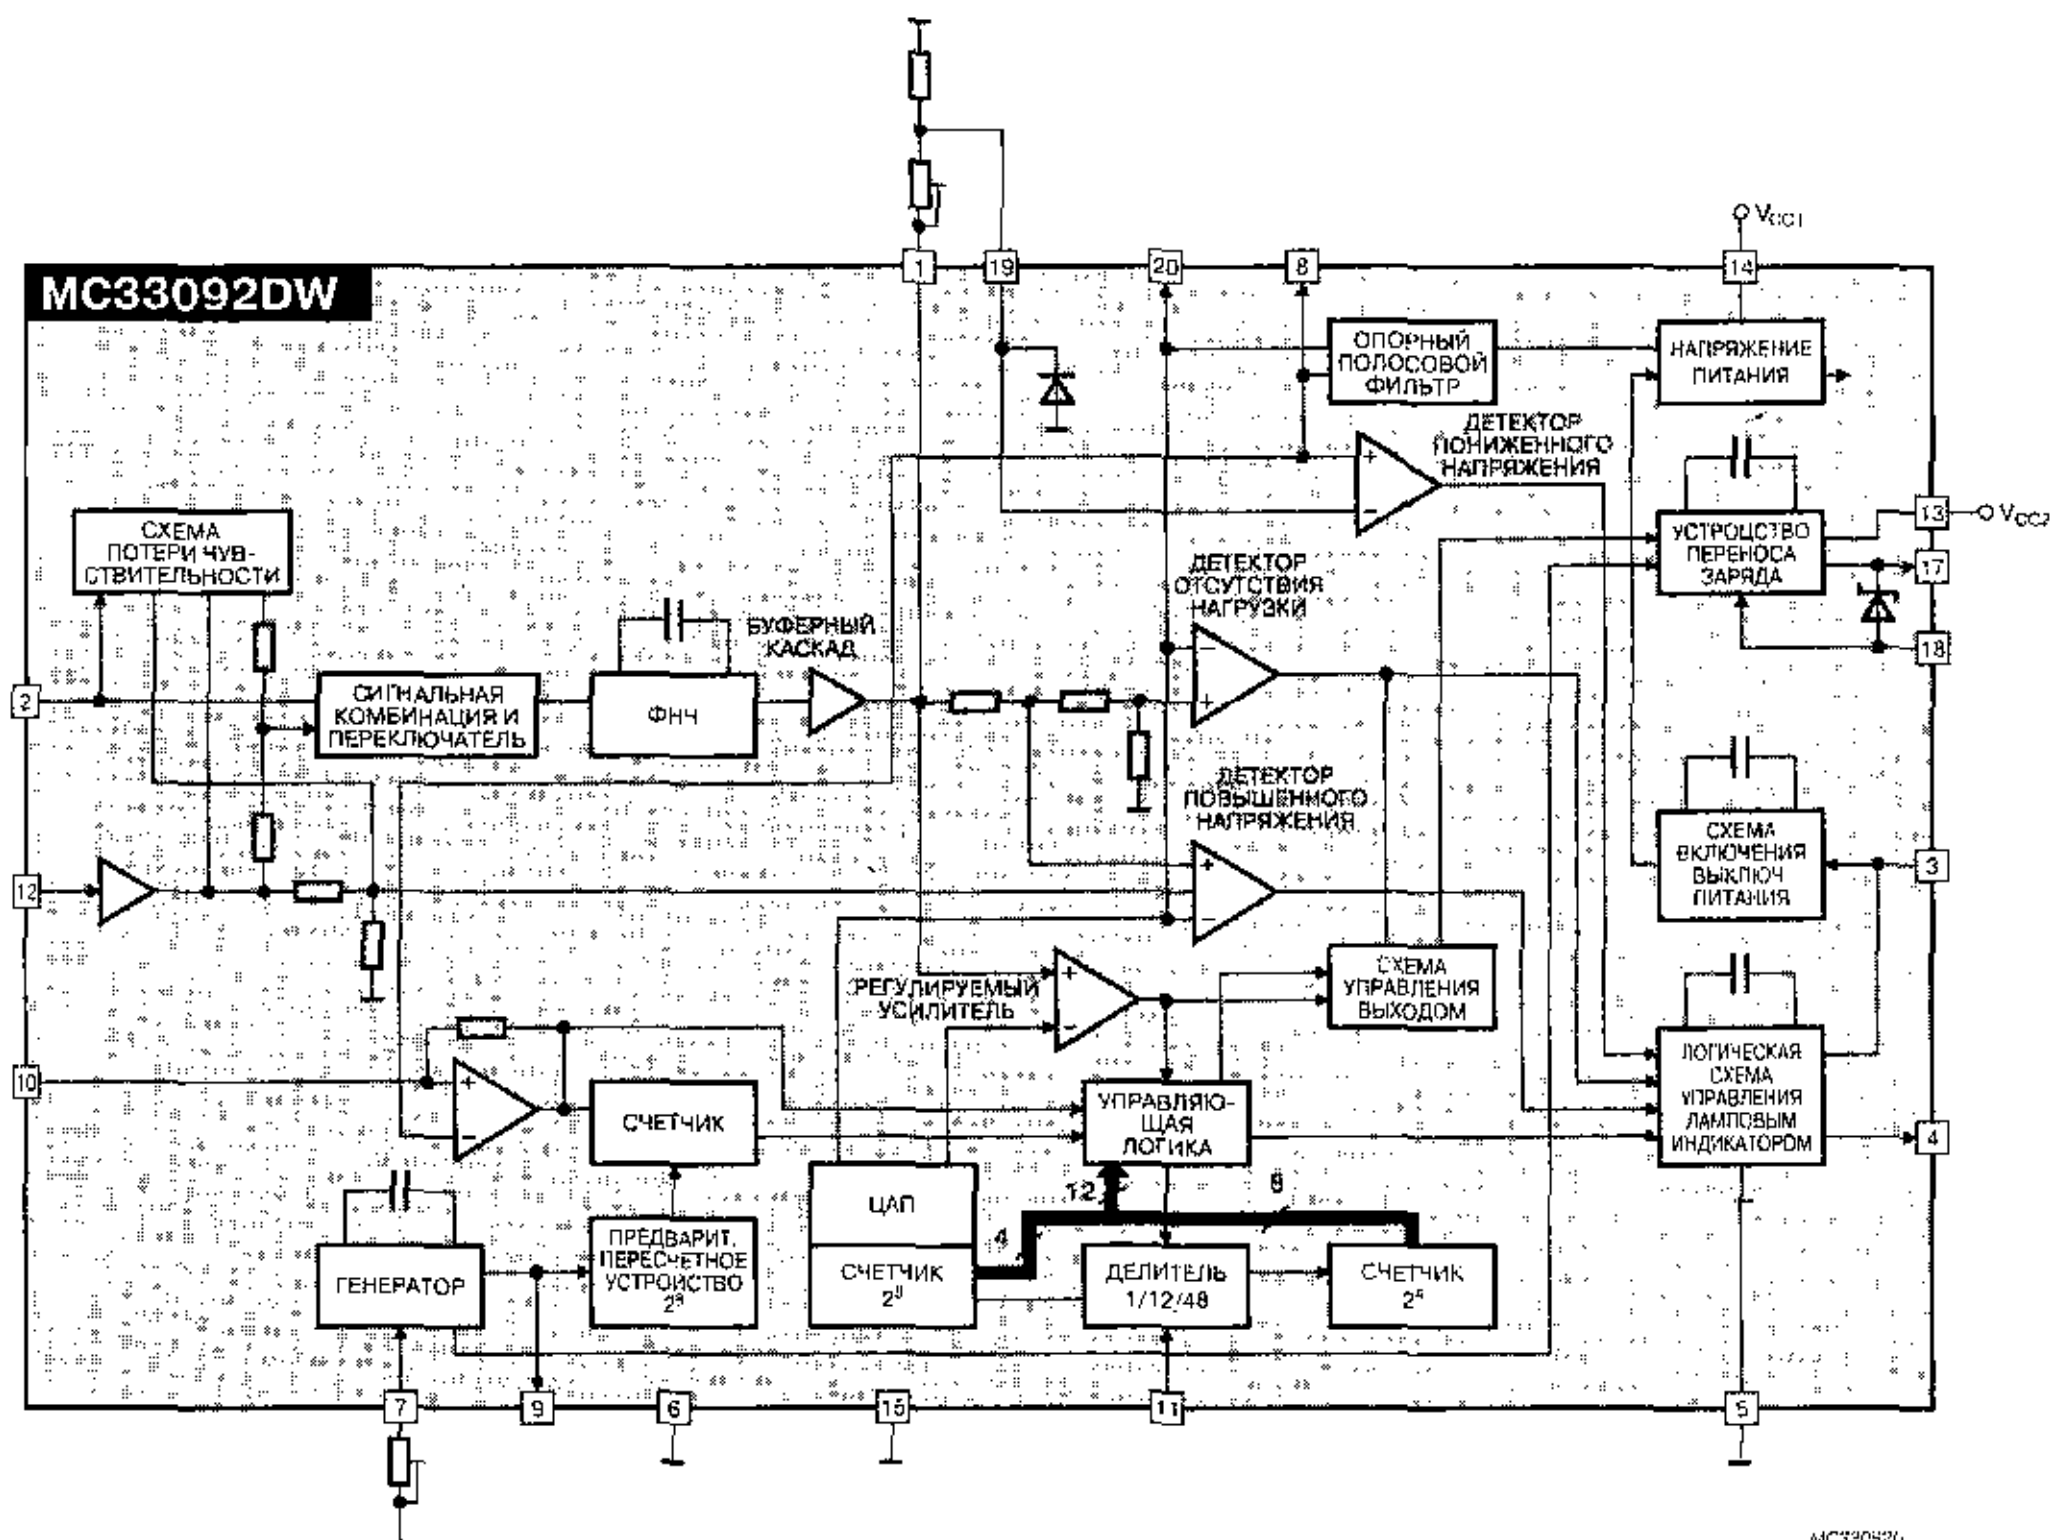 V_CC1
1
19
20
8
14
MC33092DW
ОПОРНЫЙ
ПОЛОСОВОЙ
ФИЛЬТР
НАПРЯЖЕНИЕ
ПИТАНИЯ
ДЕТЕКТОР
ПОНИЖЕННОГО
НАПРЯЖЕНИЯ
+
−
СХЕМА
ПОТЕРИ ЧУВ-
СТВИТЕЛЬНОСТИ
УСТРОЦСТВО
ПЕРЕНОСА
ЗАРЯДА
13
V_CC2
17
18
ДЕТЕКТОР
ОТСУТСТВИЯ
НАГРУЗКИ
−
+
БУФЕРНЫЙ
КАСКАД
2
СИГНАЛЬНАЯ
КОМБИНАЦИЯ И
ПЕРЕКЛЮЧАТЕЛЬ
ФНЧ
ДЕТЕКТОР
ПОВЫШЕННОГО
НАПРЯЖЕНИЯ
+
−
СХЕМА
ВКЛЮЧЕНИЯ
ВЫКЛЮЧ
ПИТАНИЯ
3
12
РЕГУЛИРУЕМЫЙ
УСИЛИТЕЛЬ
+
−
СХЕМА
УПРАВЛЕНИЯ
ВЫХОДОМ
10
+
−
СЧЕТЧИК
УПРАВЛЯЮ-
ЩАЯ
ЛОГИКА
ЛОГИЧЕСКАЯ
СХЕМА
УПРАВЛЕНИЯ
ЛАМПОВЫМ
ИНДИКАТОРОМ
4
12
8
4
ЦАП
ГЕНЕРАТОР
ПРЕДВАРИТ.
ПЕРЕСЧЕТНОЕ
УСТРОЙСТВО
СЧЕТЧИК
ДЕЛИТЕЛЬ
1/12/48
СЧЕТЧИК
7
9
6
15
11
5